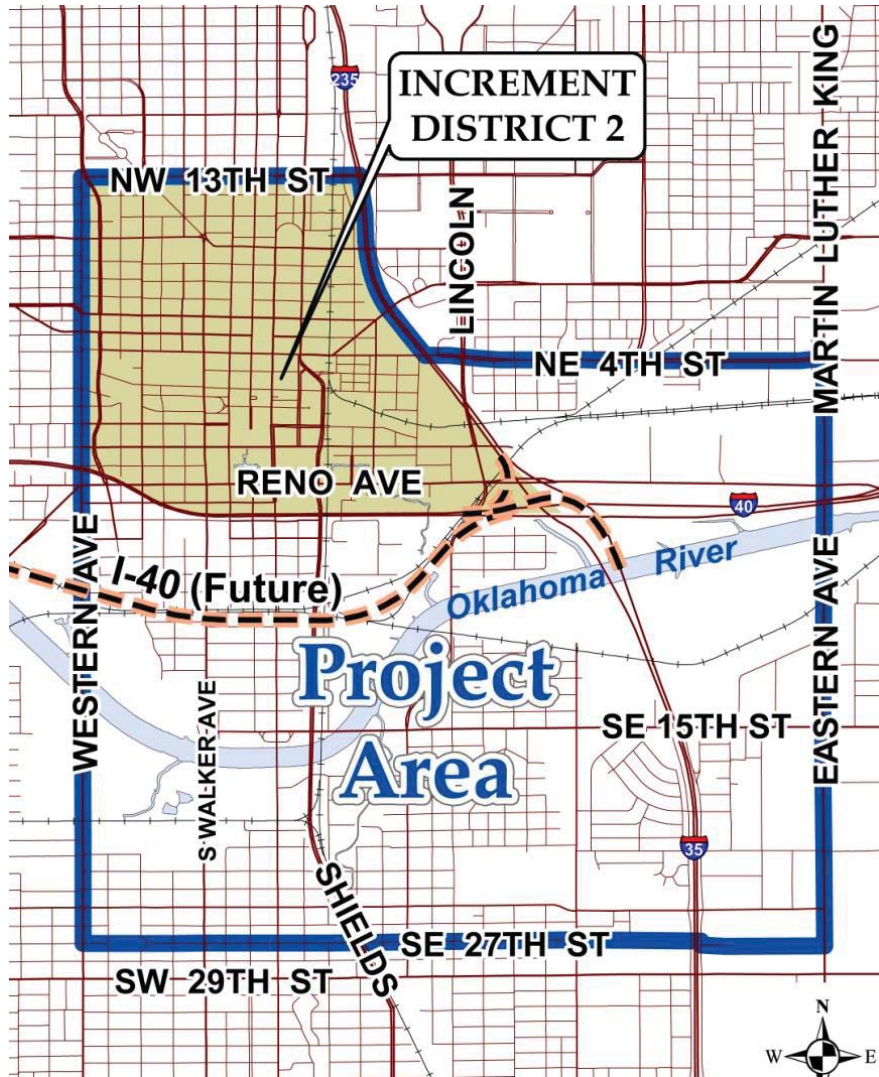 235
INCREMENT
DISTRICT 2
NW 13TH ST
LINCOLN
MARTIN LUTHER KING
NE 4TH ST
RENO AVE
40
WESTERN AVE
I-40 (Future)
Oklahoma River
EASTERN AVE
Project
Area
S WALKER AVE
SE 15TH ST
35
SHIELDS
SE 27TH ST
SW 29TH ST
N
W E